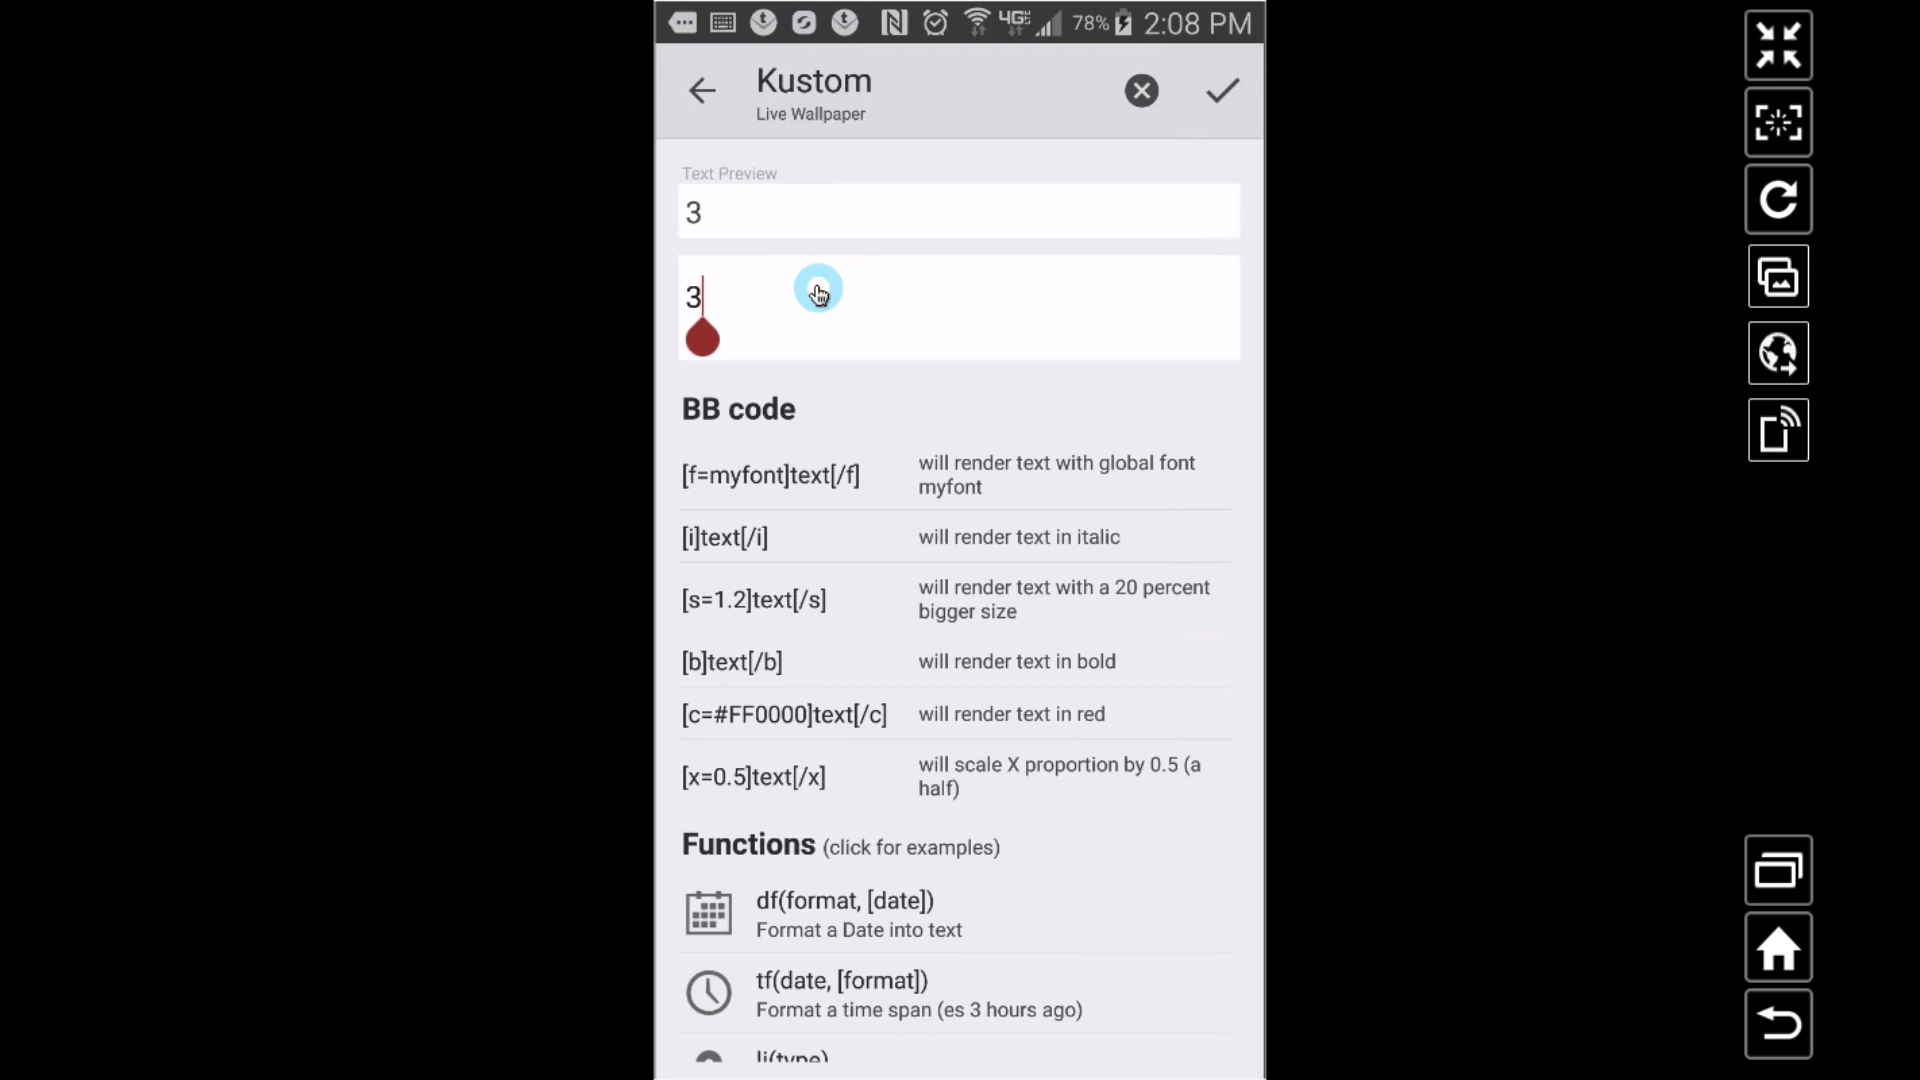 4G LTE 78% 2:08 PM
Kustom
Live Wallpaper
Text Preview
3
3
BB code
[f=myfont]text[/f] will render text with global font
myfont
[i]text[/i] will render text in italic
[s=1.2]text[/s] will render text with a 20 percent
bigger size
[b]text[/b] will render text in bold
[c=#FF0000]text[/c] will render text in red
[x=0.5]text[/x] will scale X proportion by 0.5 (a
half)
Functions (click for examples)
df(format, [date])
Format a Date into text
tf(date, [format])
Format a time span (es 3 hours ago)
li(type)